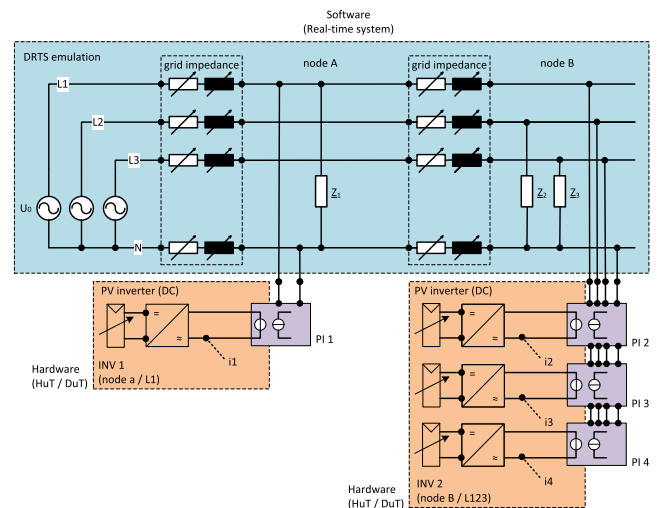 Software
(Real-time system)
DRTS emulation
grid impedance
node A
grid impedance
node B
L1
L2
L3
Z1
Z2
Z3
U0
N
PV inverter (DC)
=
≈
PI 1
INV 1
(node a / L1)
i1
Hardware
(HuT / DuT)
PV inverter (DC)
=
≈
PI 2
i2
=
≈
PI 3
i3
=
≈
PI 4
INV 2
(node B / L123)
i4
Hardware
(HuT / DuT)